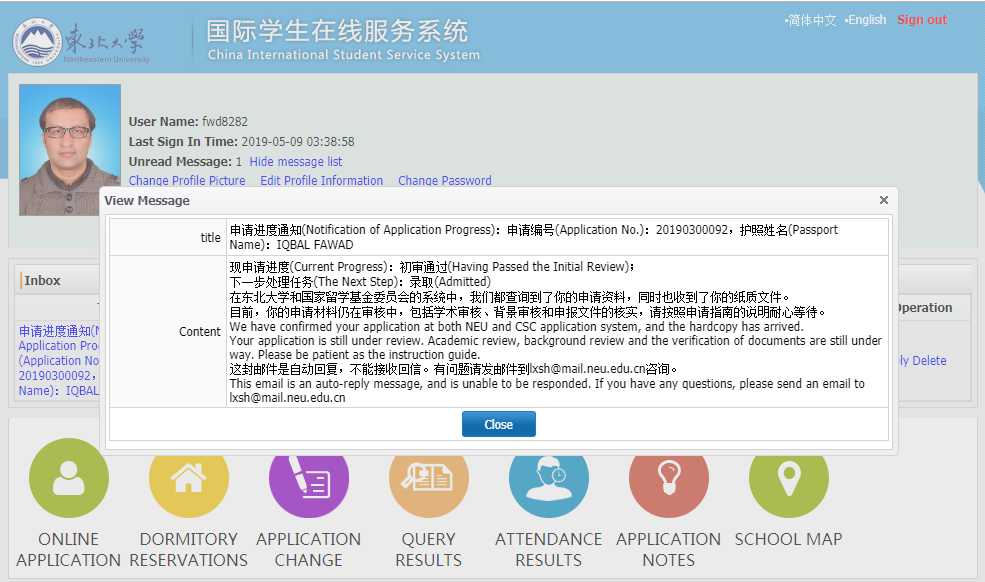 •简体中文 •English Sign out
东北大学
Northeastern University
国际学生在线服务系统
China International Student Service System
User Name: fwd8282
Last Sign In Time: 2019-05-09 03:38:58
Unread Message: 1 Hide message list
Change Profile Picture Edit Profile Information Change Password
View Message
title
申请进度通知(Notification of Application Progress)：申请编号(Application No.)：20190300092，护照姓名(Passport
Name)：IQBAL FAWAD
Content
现申请进度(Current Progress)：初审通过(Having Passed the Initial Review)；
下一步处理任务(The Next Step)：录取(Admitted)
在东北大学和国家留学基金委员会的系统中，我们都查询到了你的申请资料，同时也收到了你的纸质文件。
目前，你的申请材料仍在审核中，包括学术审核、背景审核和申报文件的核实，请按照申请指南的说明耐心等待。
We have confirmed your application at both NEU and CSC application system, and the hardcopy has arrived.
Your application is still under review. Academic review, background review and the verification of documents are still under
way. Please be patient as the instruction guide.
这封邮件是自动回复，不能接收回信。有问题请发邮件到lxsh@mail.neu.edu.cn咨询。
This email is an auto-reply message, and is unable to be responded. If you have any questions, please send an email to
lxsh@mail.neu.edu.cn
Close
Inbox
Operation
申请进度通知(N
Application Pro
(Application No
20190300092，
Name)：IQBAL
ly Delete
ONLINE
APPLICATION
DORMITORY
RESERVATIONS
APPLICATION
CHANGE
QUERY
RESULTS
ATTENDANCE
RESULTS
APPLICATION
NOTES
SCHOOL MAP